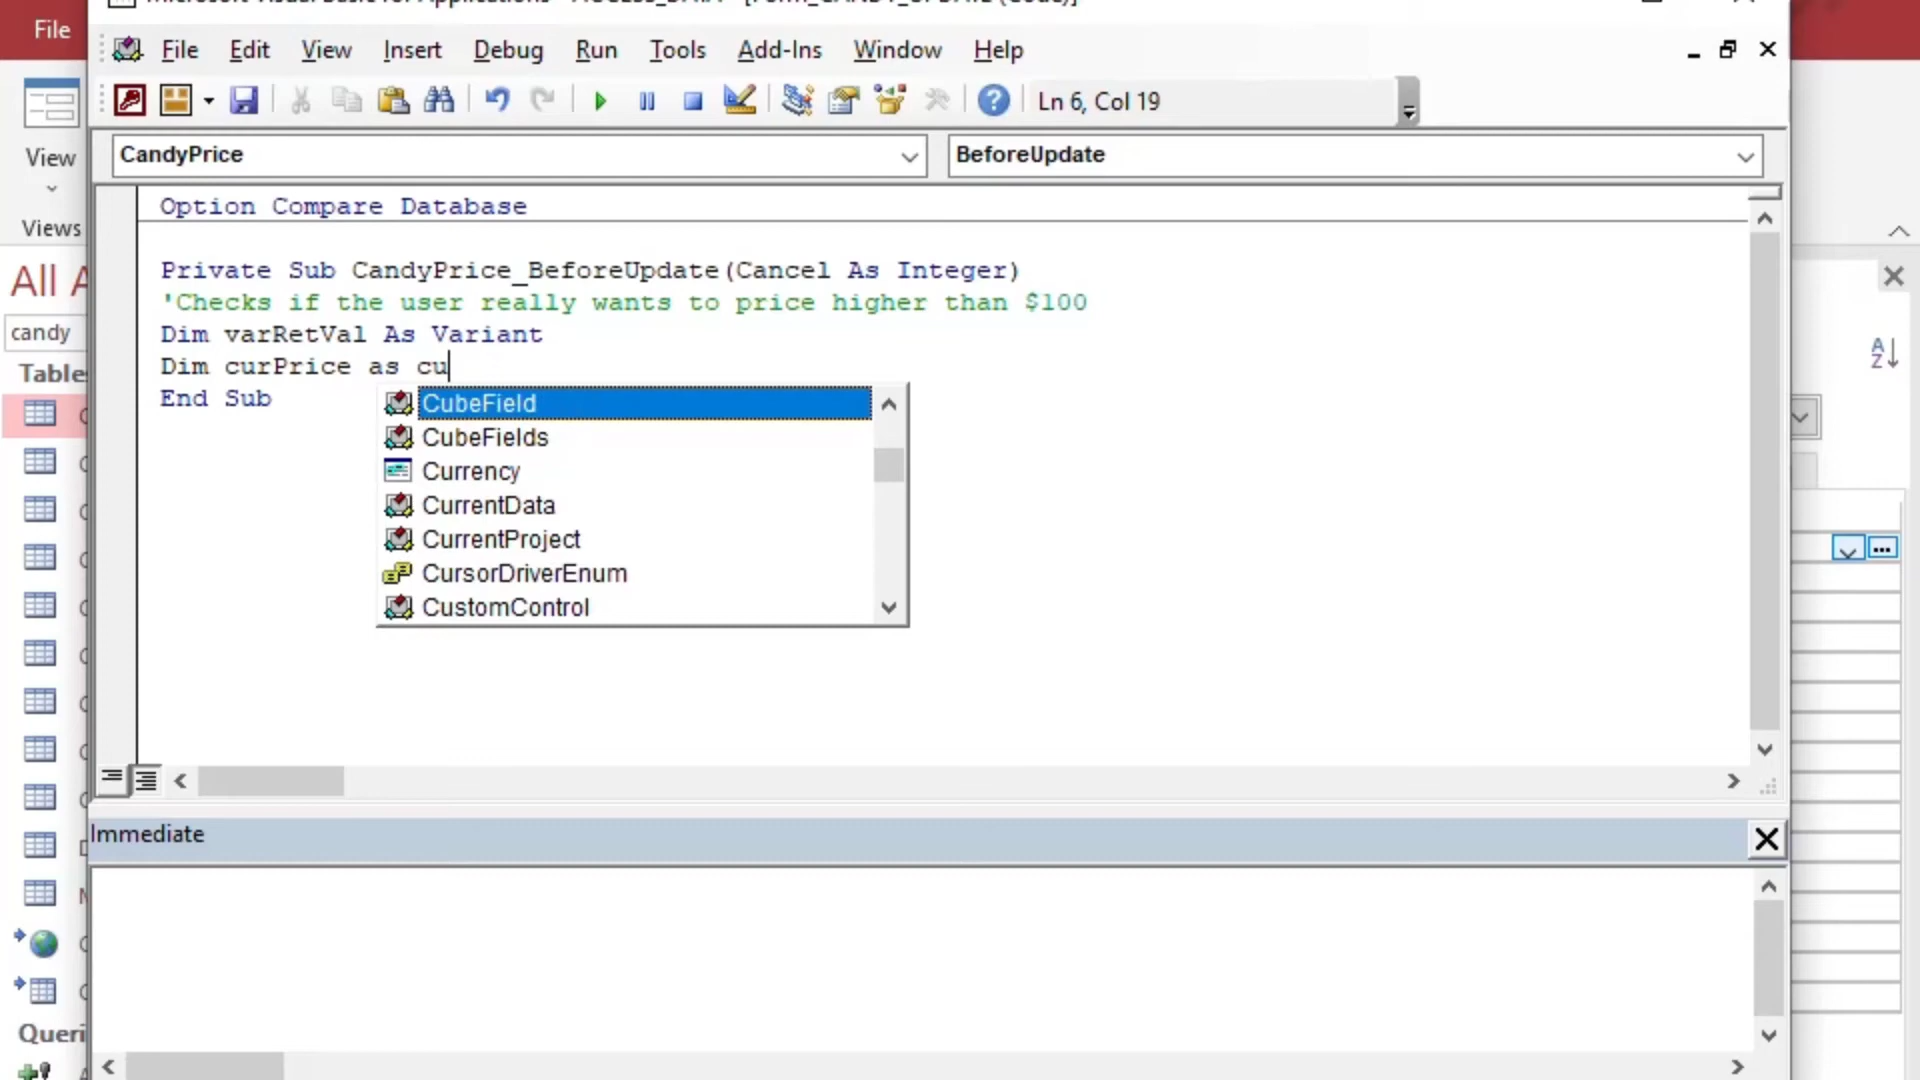 File
File Edit View Insert Debug Run Tools Add-Ins Window Help
Ln 6, Col 19
View
CandyPrice
BeforeUpdate
Views
Option Compare Database
Private Sub CandyPrice_BeforeUpdate(Cancel As Integer)
'Checks if the user really wants to price higher than $100
Dim varRetVal As Variant
Dim curPrice as cu
End Sub
CubeField
CubeFields
Currency
CurrentData
CurrentProject
CursorDriverEnum
CustomControl
All A
candy
Table
Immediate
Queri